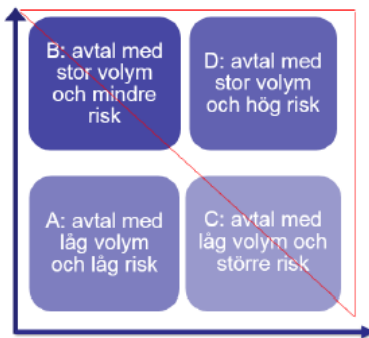 B: avtal med
stor volym
och mindre
risk
D: avtal med
stor volym
och hög risk
A: avtal med
låg volym
och låg risk
C: avtal med
låg volym och
större risk